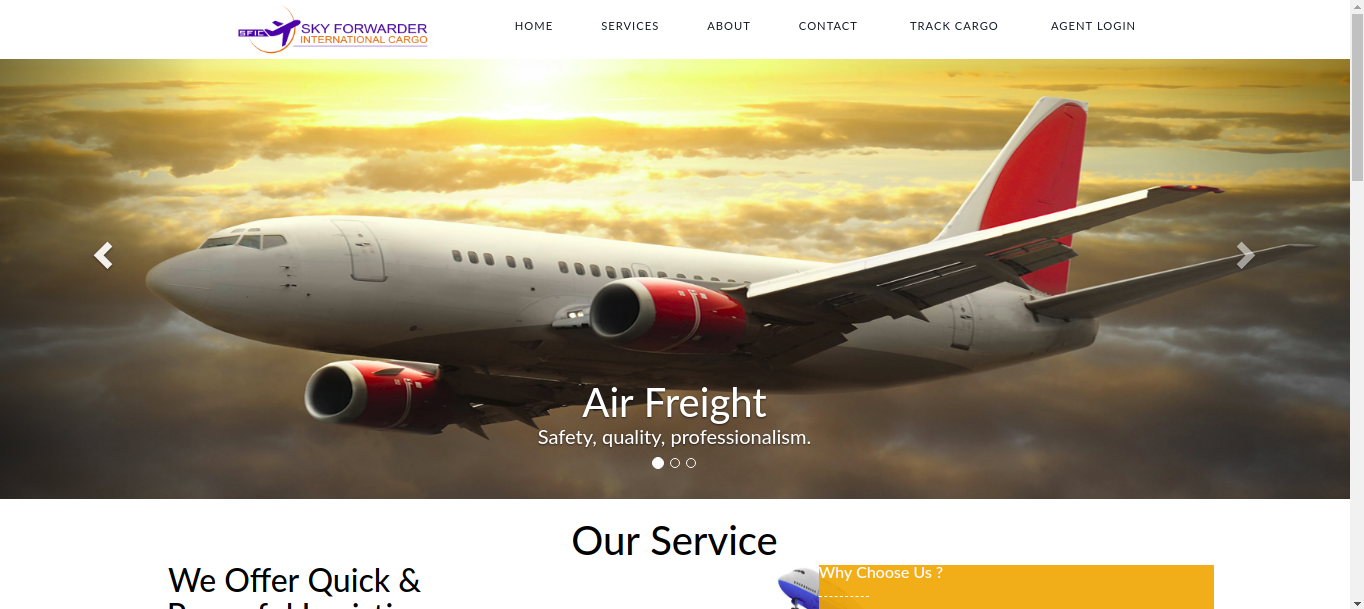 SFIC
SKY FORWARDER
INTERNATIONAL CARGO
HOME SERVICES ABOUT CONTACT TRACK CARGO AGENT LOGIN
Air Freight
Safety, quality, professionalism.
Our Service
We Offer Quick &
Why Choose Us ?
----------